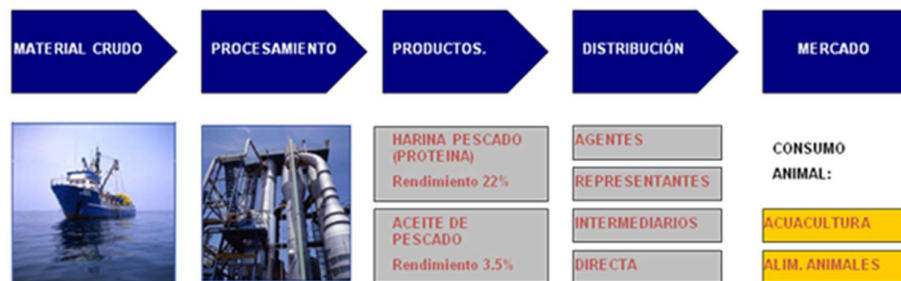 MATERIAL CRUDO
PROCESAMIENTO
PRODUCTOS.
DISTRIBUCIÓN
MERCADO
HARINA PESCADO
(PROTEINA)
Rendimiento 22%
ACEITE DE
PESCADO
Rendimiento 3.5%
AGENTES
REPRESENTANTES
INTERMEDIARIOS
DIRECTA
CONSUMO
ANIMAL:
ACUACULTURA
ALIM. ANIMALES